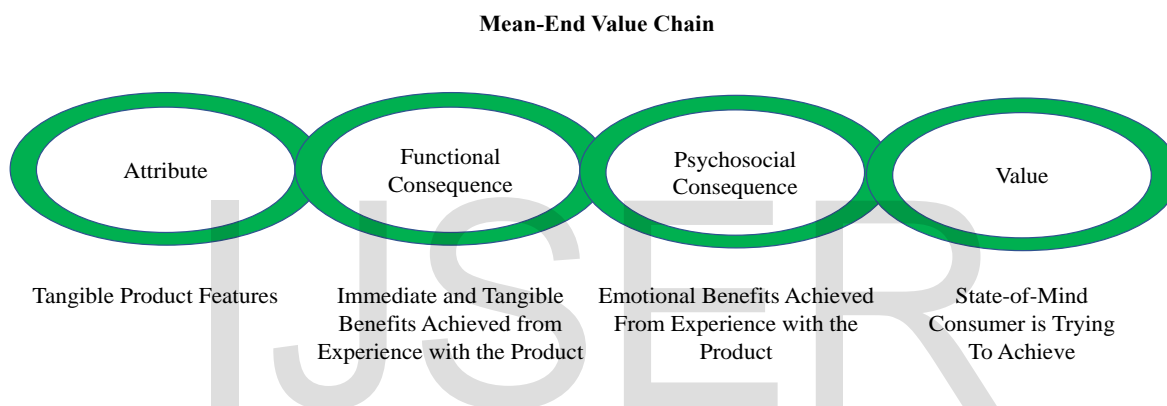 Mean-End Value Chain
Attribute
Functional
Consequence
Psychosocial
Consequence
Value
Tangible Product Features
Immediate and Tangible
Benefits Achieved from
Experience with the Product
Emotional Benefits Achieved
From Experience with the
Product
State-of-Mind
Consumer is Trying
To Achieve
IJSER